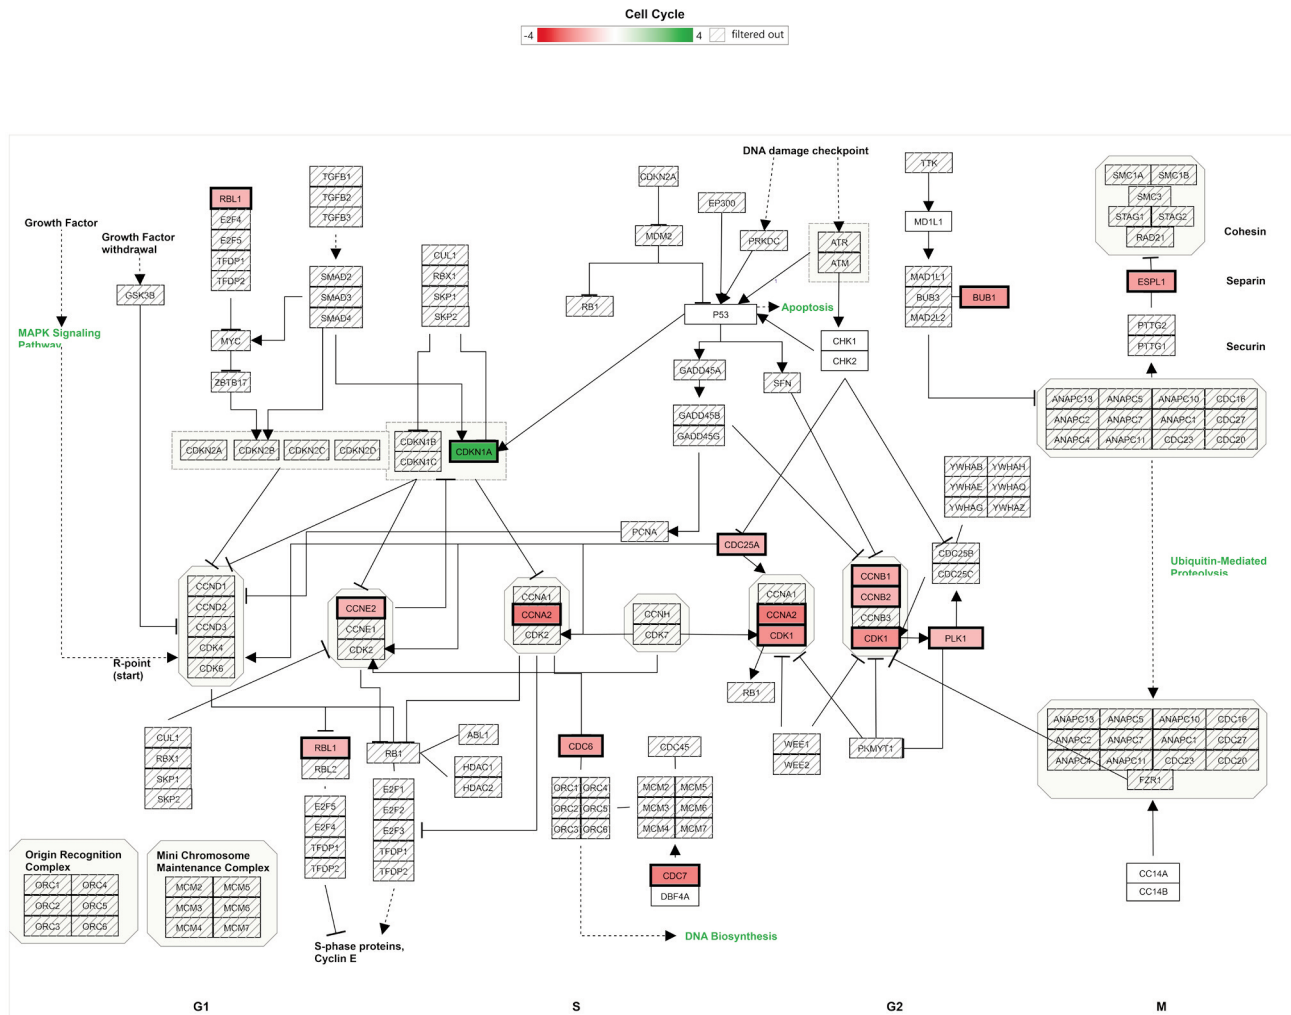 Cell Cycle
-4
4
filtered out
DNA damage checkpoint
Growth Factor
Growth Factor
withdrawal
GSK3B
MAPK Signaling
Pathway
RBL1
E2F4
E2F5
TFDP1
TFDP2
MYC
ZBTB17
TGFB1
TGFB2
TGFB3
SMAD2
SMAD3
SMAD4
CUL1
RBX1
SKP1
SKP2
CDKN2A
MDM2
RB1
EP300
PRKDC
ATR
ATM
P53
Apoptosis
CHK1
CHK2
GADD45A
SFN
GADD45B
GADD45G
TTK
MD1L1
MAD1L1
BUB3
MAD2L2
BUB1
SMC1A
SMC1B
SMC3
STAG1
STAG2
RAD21
Cohesin
ESPL1
Separin
PTTG2
PTTG1
Securin
ANAPC13
ANAPC5
ANAPC10
CDC16
ANAPC2
ANAPC7
ANAPC1
CDC27
ANAPC4
ANAPC11
CDC23
CDC20
CDKN2A
CDKN2B
CDKN2C
CDKN2D
CDKN1B
CDKN1C
CDKN1A
YWHAB
YWHAH
YWHAE
YWHAQ
YWHAG
YWHAZ
PCNA
CDC25A
CDC25B
CDC25C
Ubiquitin-Mediated
Proteolysis
CCND1
CCND2
CCND3
CDK4
CDK6
R-point
(start)
CCNE2
CCNE1
CDK2
CCNA1
CCNA2
CDK2
CCNH
CDK7
CCNA1
CCNA2
CDK1
CCNB1
CCNB2
CCNB3
CDK1
PLK1
RB1
CUL1
RBX1
SKP1
SKP2
RBL1
RBL2
RB1
ABL1
HDAC1
HDAC2
CDC6
CDC45
WEE1
WEE2
PKMYT1
ANAPC13
ANAPC5
ANAPC10
CDC16
ANAPC2
ANAPC7
ANAPC1
CDC27
ANAPC4
ANAPC11
CDC23
CDC20
FZR1
E2F5
E2F4
TFDP1
TFDP2
E2F1
E2F2
E2F3
TFDP1
TFDP2
ORC1
ORC4
ORC2
ORC5
ORC3
ORC6
MCM2
MCM5
MCM3
MCM6
MCM4
MCM7
CDC7
DBF4A
CC14A
CC14B
Origin Recognition
Complex
ORC1
ORC4
ORC2
ORC5
ORC3
ORC6
Mini Chromosome
Maintenance Complex
MCM2
MCM5
MCM3
MCM6
MCM4
MCM7
S-phase proteins,
Cyclin E
DNA Biosynthesis
G1
S
G2
M